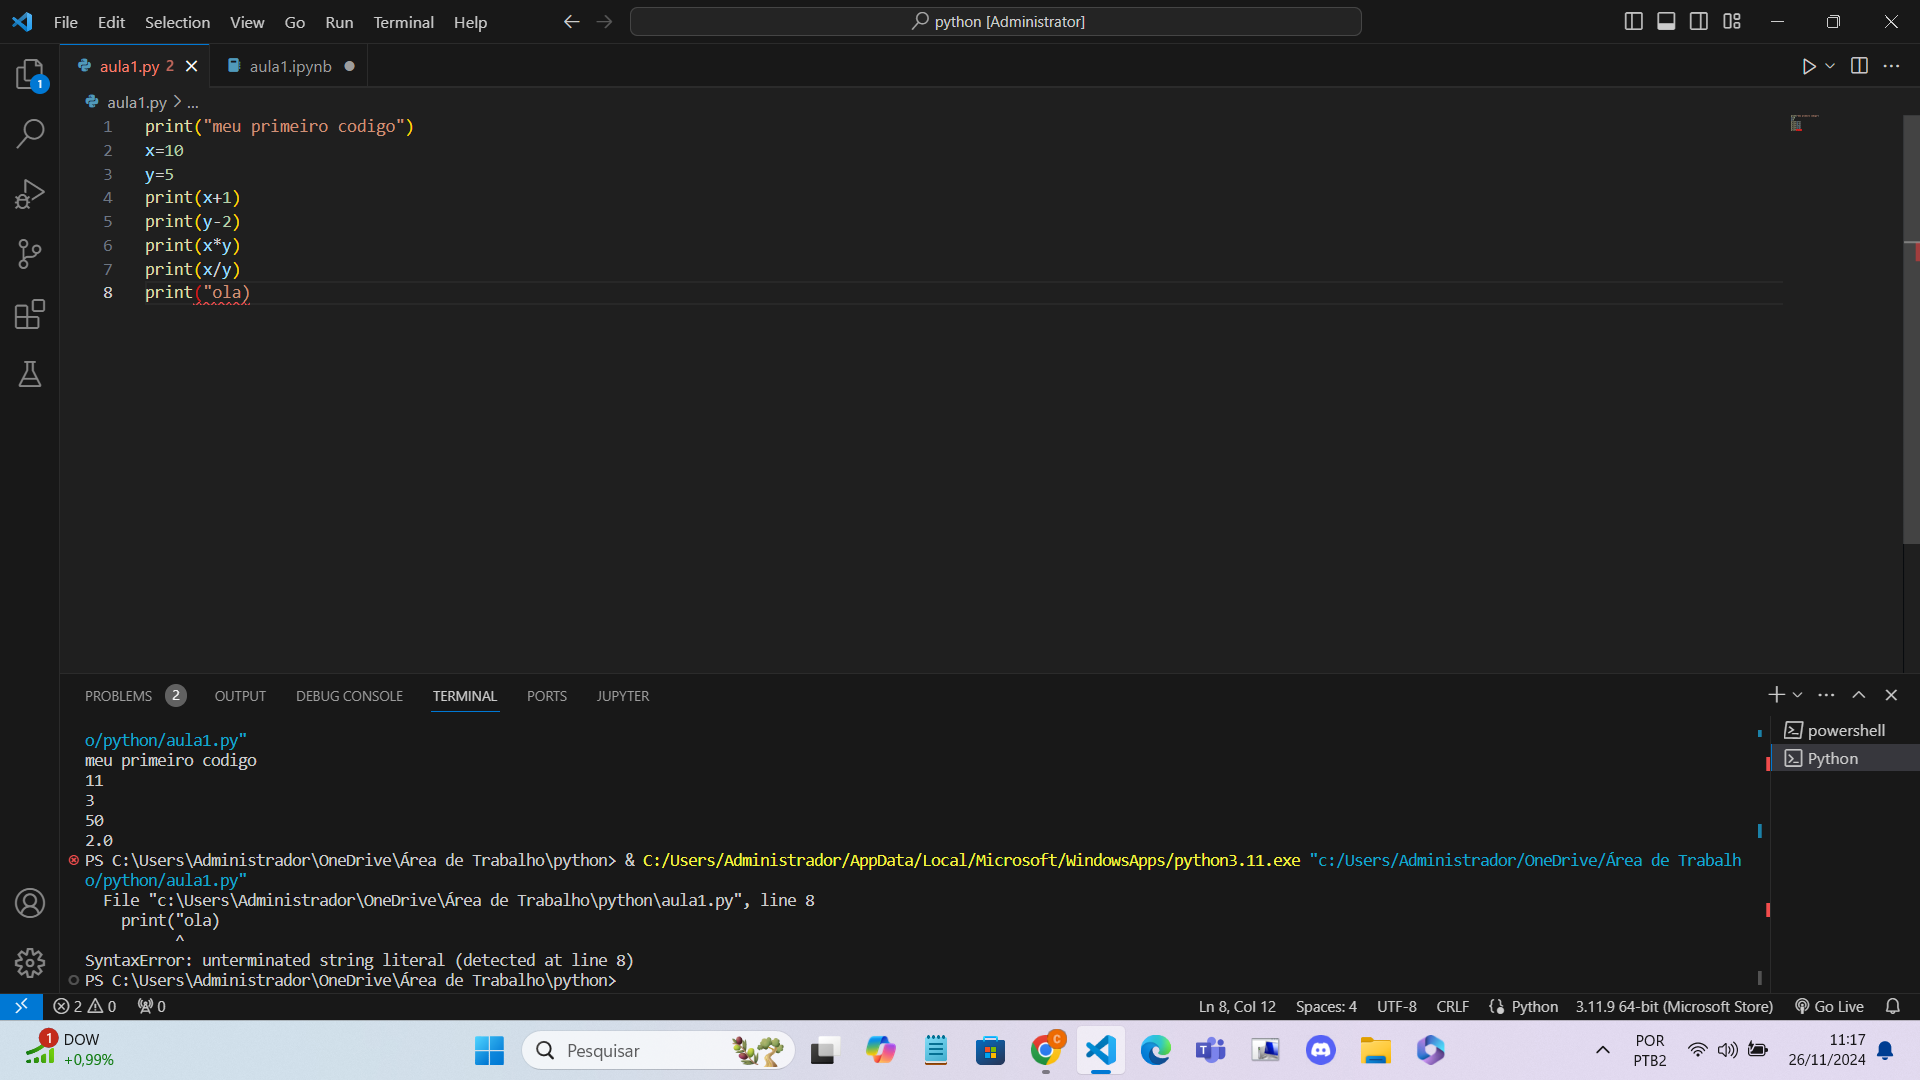 File Edit Selection View Go Run Terminal Help
python [Administrator]
aula1.py 2
aula1.ipynb
1
aula1.py > ...
1 print("meu primeiro codigo")
2 x=10
3 y=5
4 print(x+1)
5 print(y-2)
6 print(x*y)
7 print(x/y)
8 print("ola)
PROBLEMS 2 OUTPUT DEBUG CONSOLE TERMINAL PORTS JUPYTER
powershell
Python
o/python/aula1.py"
meu primeiro codigo
11
3
50
2.0
PS C:\Users\Administrador\OneDrive\Área de Trabalho\python> & C:/Users/Administrador/AppData/Local/Microsoft/WindowsApps/python3.11.exe "c:/Users/Administrador/OneDrive/Área de Trabalh
o/python/aula1.py"
File "c:\Users\Administrador\OneDrive\Área de Trabalho\python\aula1.py", line 8
print("ola)
^
SyntaxError: unterminated string literal (detected at line 8)
PS C:\Users\Administrador\OneDrive\Área de Trabalho\python>
2 0 0
Ln 8, Col 12 Spaces: 4 UTF-8 CRLF Python 3.11.9 64-bit (Microsoft Store) Go Live
1
DOW
+0,99%
Pesquisar
C
POR
PTB2
11:17
26/11/2024